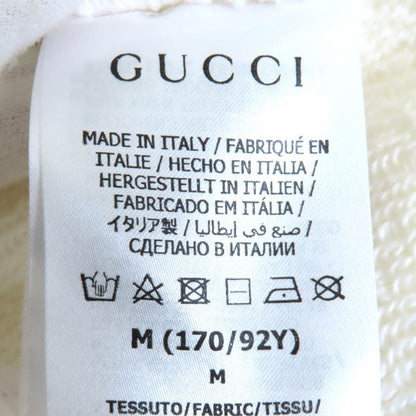 GUCCI
MADE IN ITALY / FABRIQUÉ EN
ITALIE / HECHO EN ITALIA /
HERGESTELLT IN ITALIEN /
FABRICADO EM ITÁLIA /
イタリア製 / صنع في إيطاليا /
СДЕЛАНО В ИТАЛИИ
M (170/92Y)
M
TESSUTO/FABRIC/TISSU/